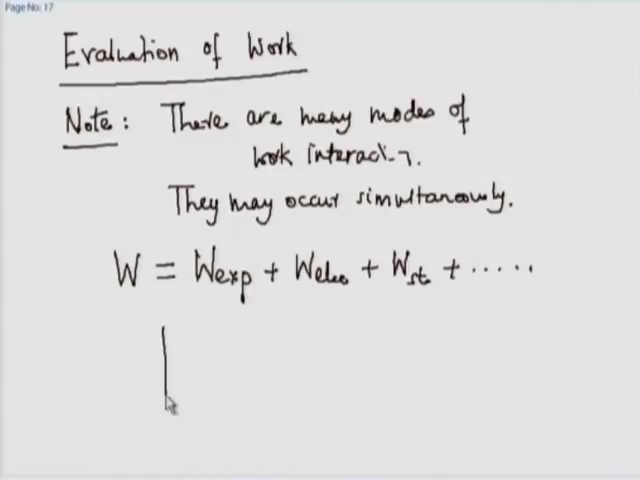 Page No: 17
Evaluation of Work
Note: There are many modes of
work interaction.
They may occur simultaneously.
W = Wexp + Welec + Wst + ......